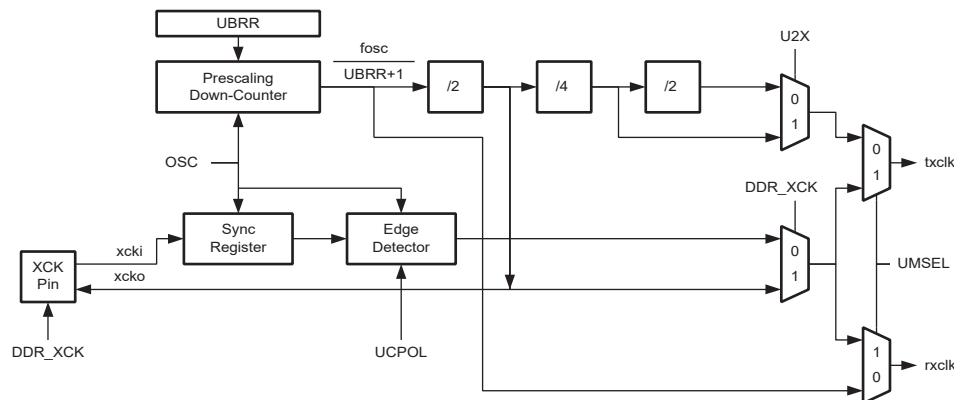 UBRR
fosc
UBRR+1
Prescaling
Down-Counter
/2
/4
/2
U2X
0
1
OSC
DDR_XCK
0
1
txclk
Sync
Register
Edge
Detector
xcki
xcko
XCK
Pin
0
1
UMSEL
DDR_XCK
UCPOL
1
0
rxclk